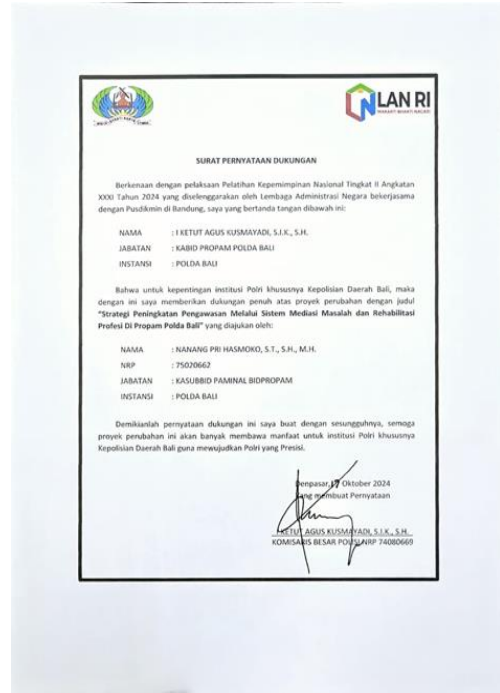 LAN RI
MAKARTI BHAKTI NAGARI
SURAT PERNYATAAN DUKUNGAN
Berkenaan dengan pelaksaan Pelatihan Kepemimpinan Nasional Tingkat II Angkatan
XXXI Tahun 2024 yang diselenggarakan oleh Lembaga Administrasi Negara bekerjasama
dengan Pusdikmin di Bandung, saya yang bertanda tangan dibawah ini:
NAMA : I KETUT AGUS KUSMAYADI, S.I.K., S.H.
JABATAN : KABID PROPAM POLDA BALI
INSTANSI : POLDA BALI
Bahwa untuk kepentingan institusi Polri khususnya Kepolisian Daerah Bali, maka
dengan ini saya memberikan dukungan penuh atas proyek perubahan dengan judul
"Strategi Peningkatan Pengawasan Melalui Sistem Mediasi Masalah dan Rehabilitasi
Profesi Di Propam Polda Bali" yang diajukan oleh:
NAMA : NANANG PRI HASMOKO, S.T., S.H., M.H.
NRP : 75020662
JABATAN : KASUBBID PAMINAL BIDPROPAM
INSTANSI : POLDA BALI
Demikianlah pernyataan dukungan ini saya buat dengan sesungguhnya, semoga
proyek perubahan ini akan banyak membawa manfaat untuk institusi Polri khususnya
Kepolisian Daerah Bali guna mewujudkan Polri yang Presisi.
Denpasar, Oktober 2024
Yang membuat Pernyataan
I KETUT AGUS KUSMAYADI, S.I.K., S.H.
KOMISARIS BESAR POLISI NRP 74080669